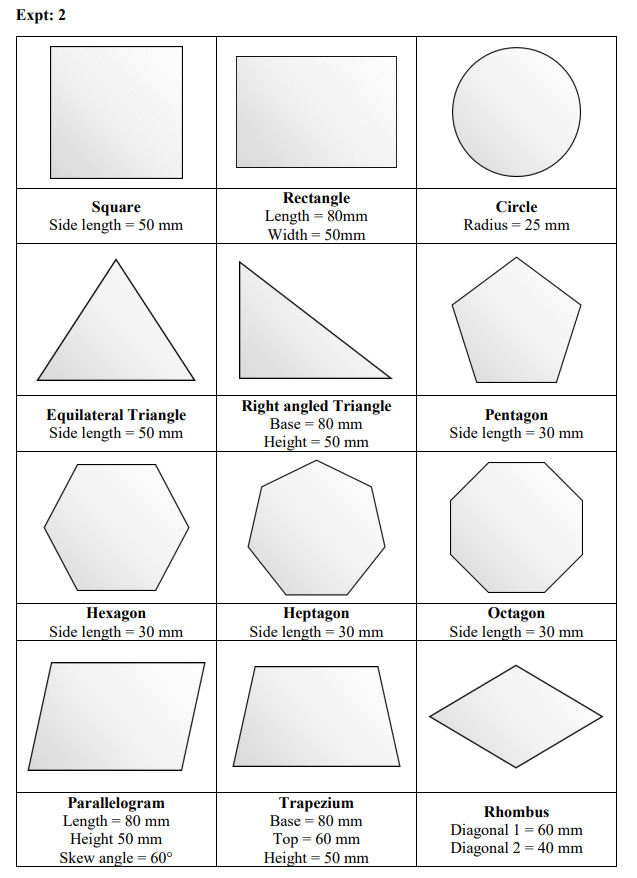 Expt: 2
Square
Side length = 50 mm
Rectangle
Length = 80mm
Width = 50mm
Circle
Radius = 25 mm
Equilateral Triangle
Side length = 50 mm
Right angled Triangle
Base = 80 mm
Height = 50 mm
Pentagon
Side length = 30 mm
Hexagon
Side length = 30 mm
Heptagon
Side length = 30 mm
Octagon
Side length = 30 mm
Parallelogram
Length = 80 mm
Height 50 mm
Skew angle = 60°
Trapezium
Base = 80 mm
Top = 60 mm
Height = 50 mm
Rhombus
Diagonal 1 = 60 mm
Diagonal 2 = 40 mm